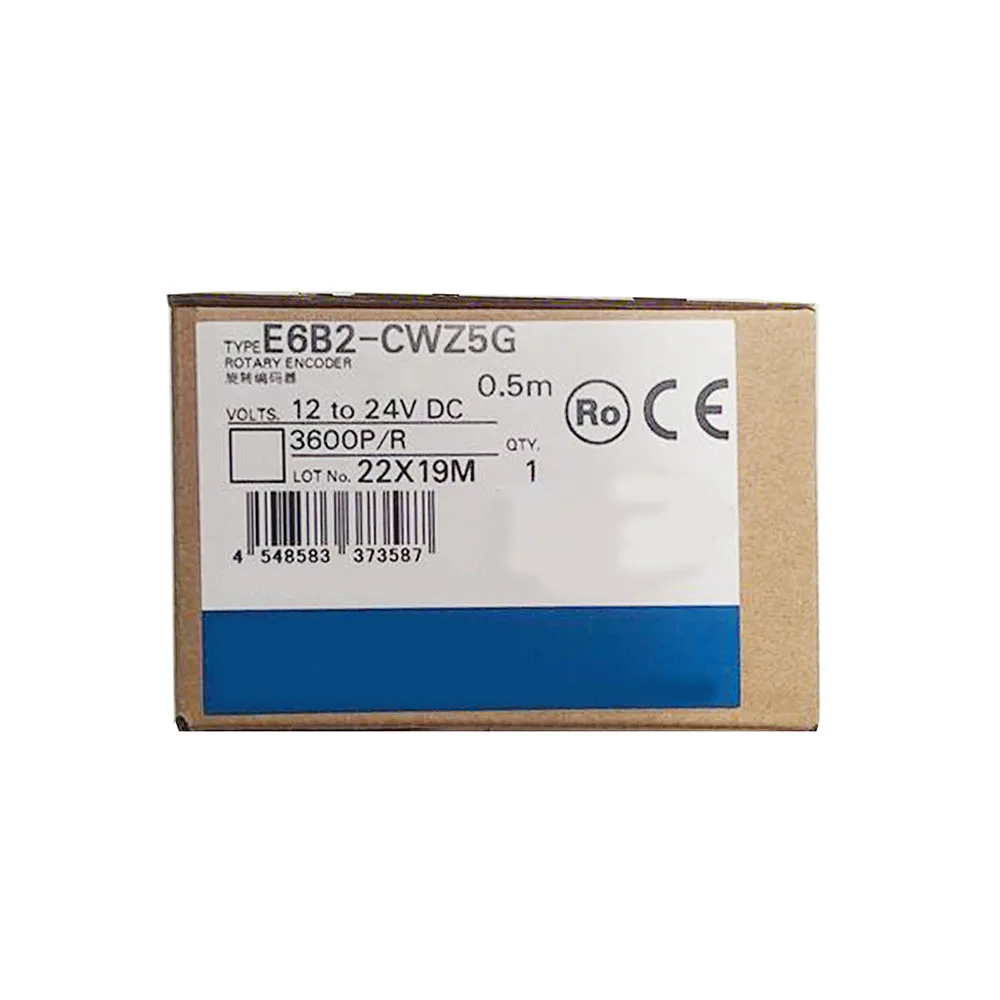 TYPE E6B2-CWZ5G
ROTARY ENCODER
旋转编码器
0.5m
VOLTS. 12 to 24V DC
3600P/R
QTY.
LOT No. 22X19M
1
Ro CE
4 548583 373587